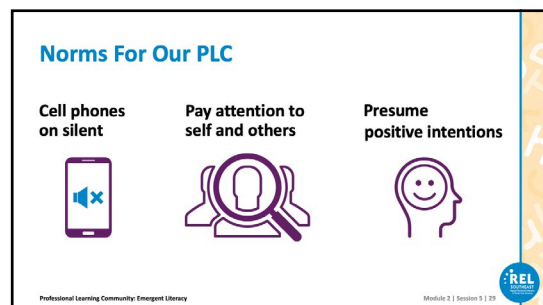 Norms For Our PLC
Cell phones
on silent
Pay attention to
self and others
Presume
positive intentions
Professional Learning Community: Emergent Literacy
Module 2 | Session 5 | 29
REL
SOUTHEAST